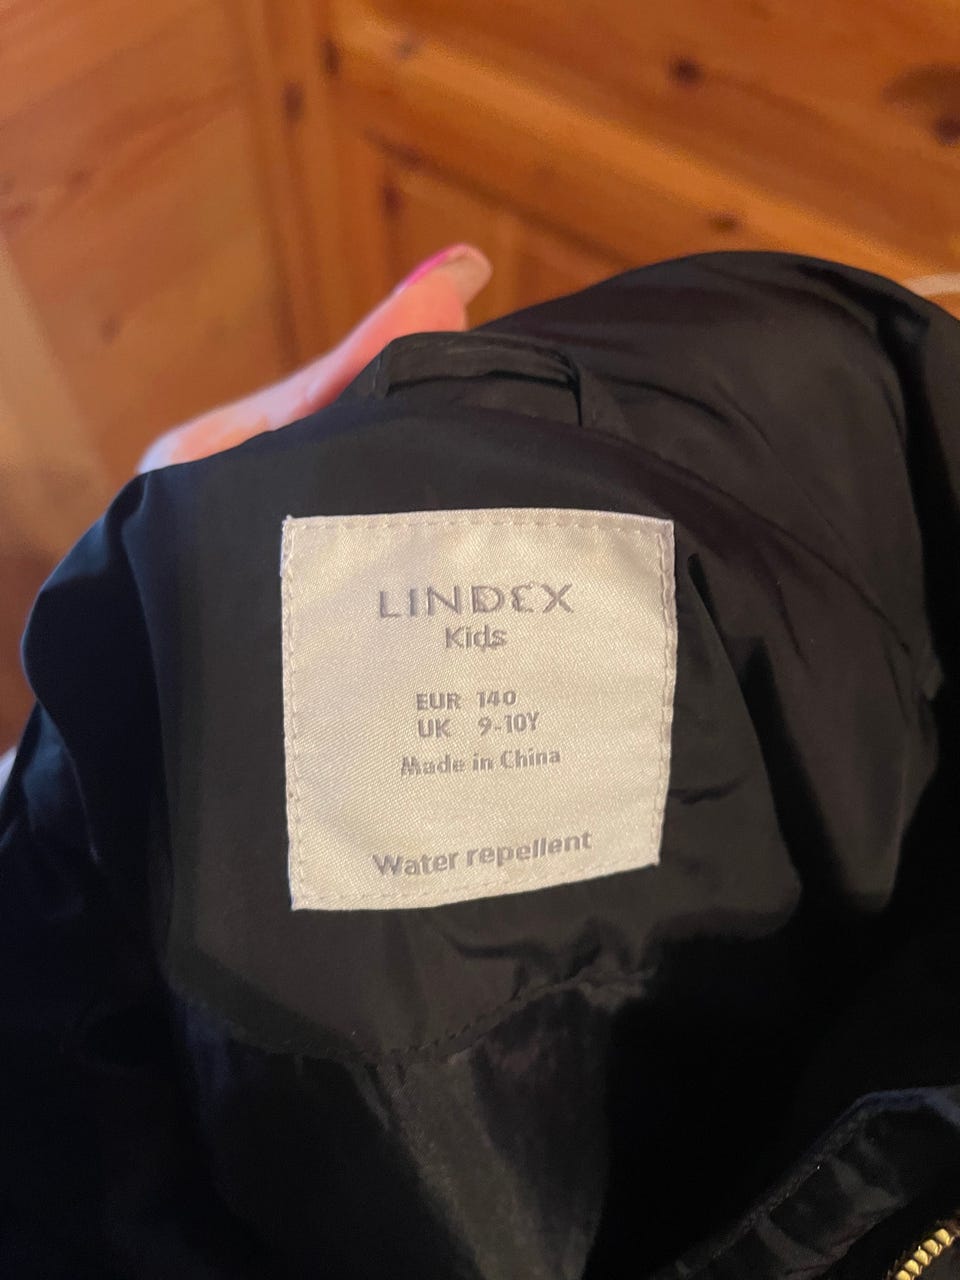 LINDEX
Kids
EUR 140
UK 9-10Y
Made in China
Water repellent